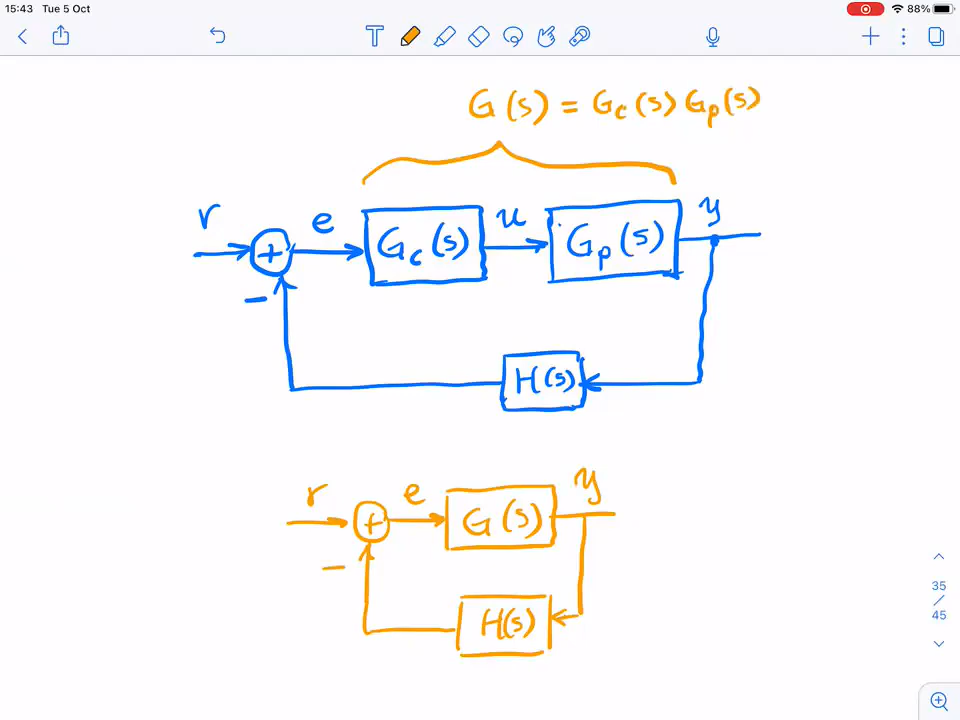 15:43 Tue 5 Oct 88%
G(s) = Gc(s) Gp(s)
r e Gc(s) u Gp(s) y
+
−
H(s)
r e G(s) y
+
−
H(s)
35
/
45